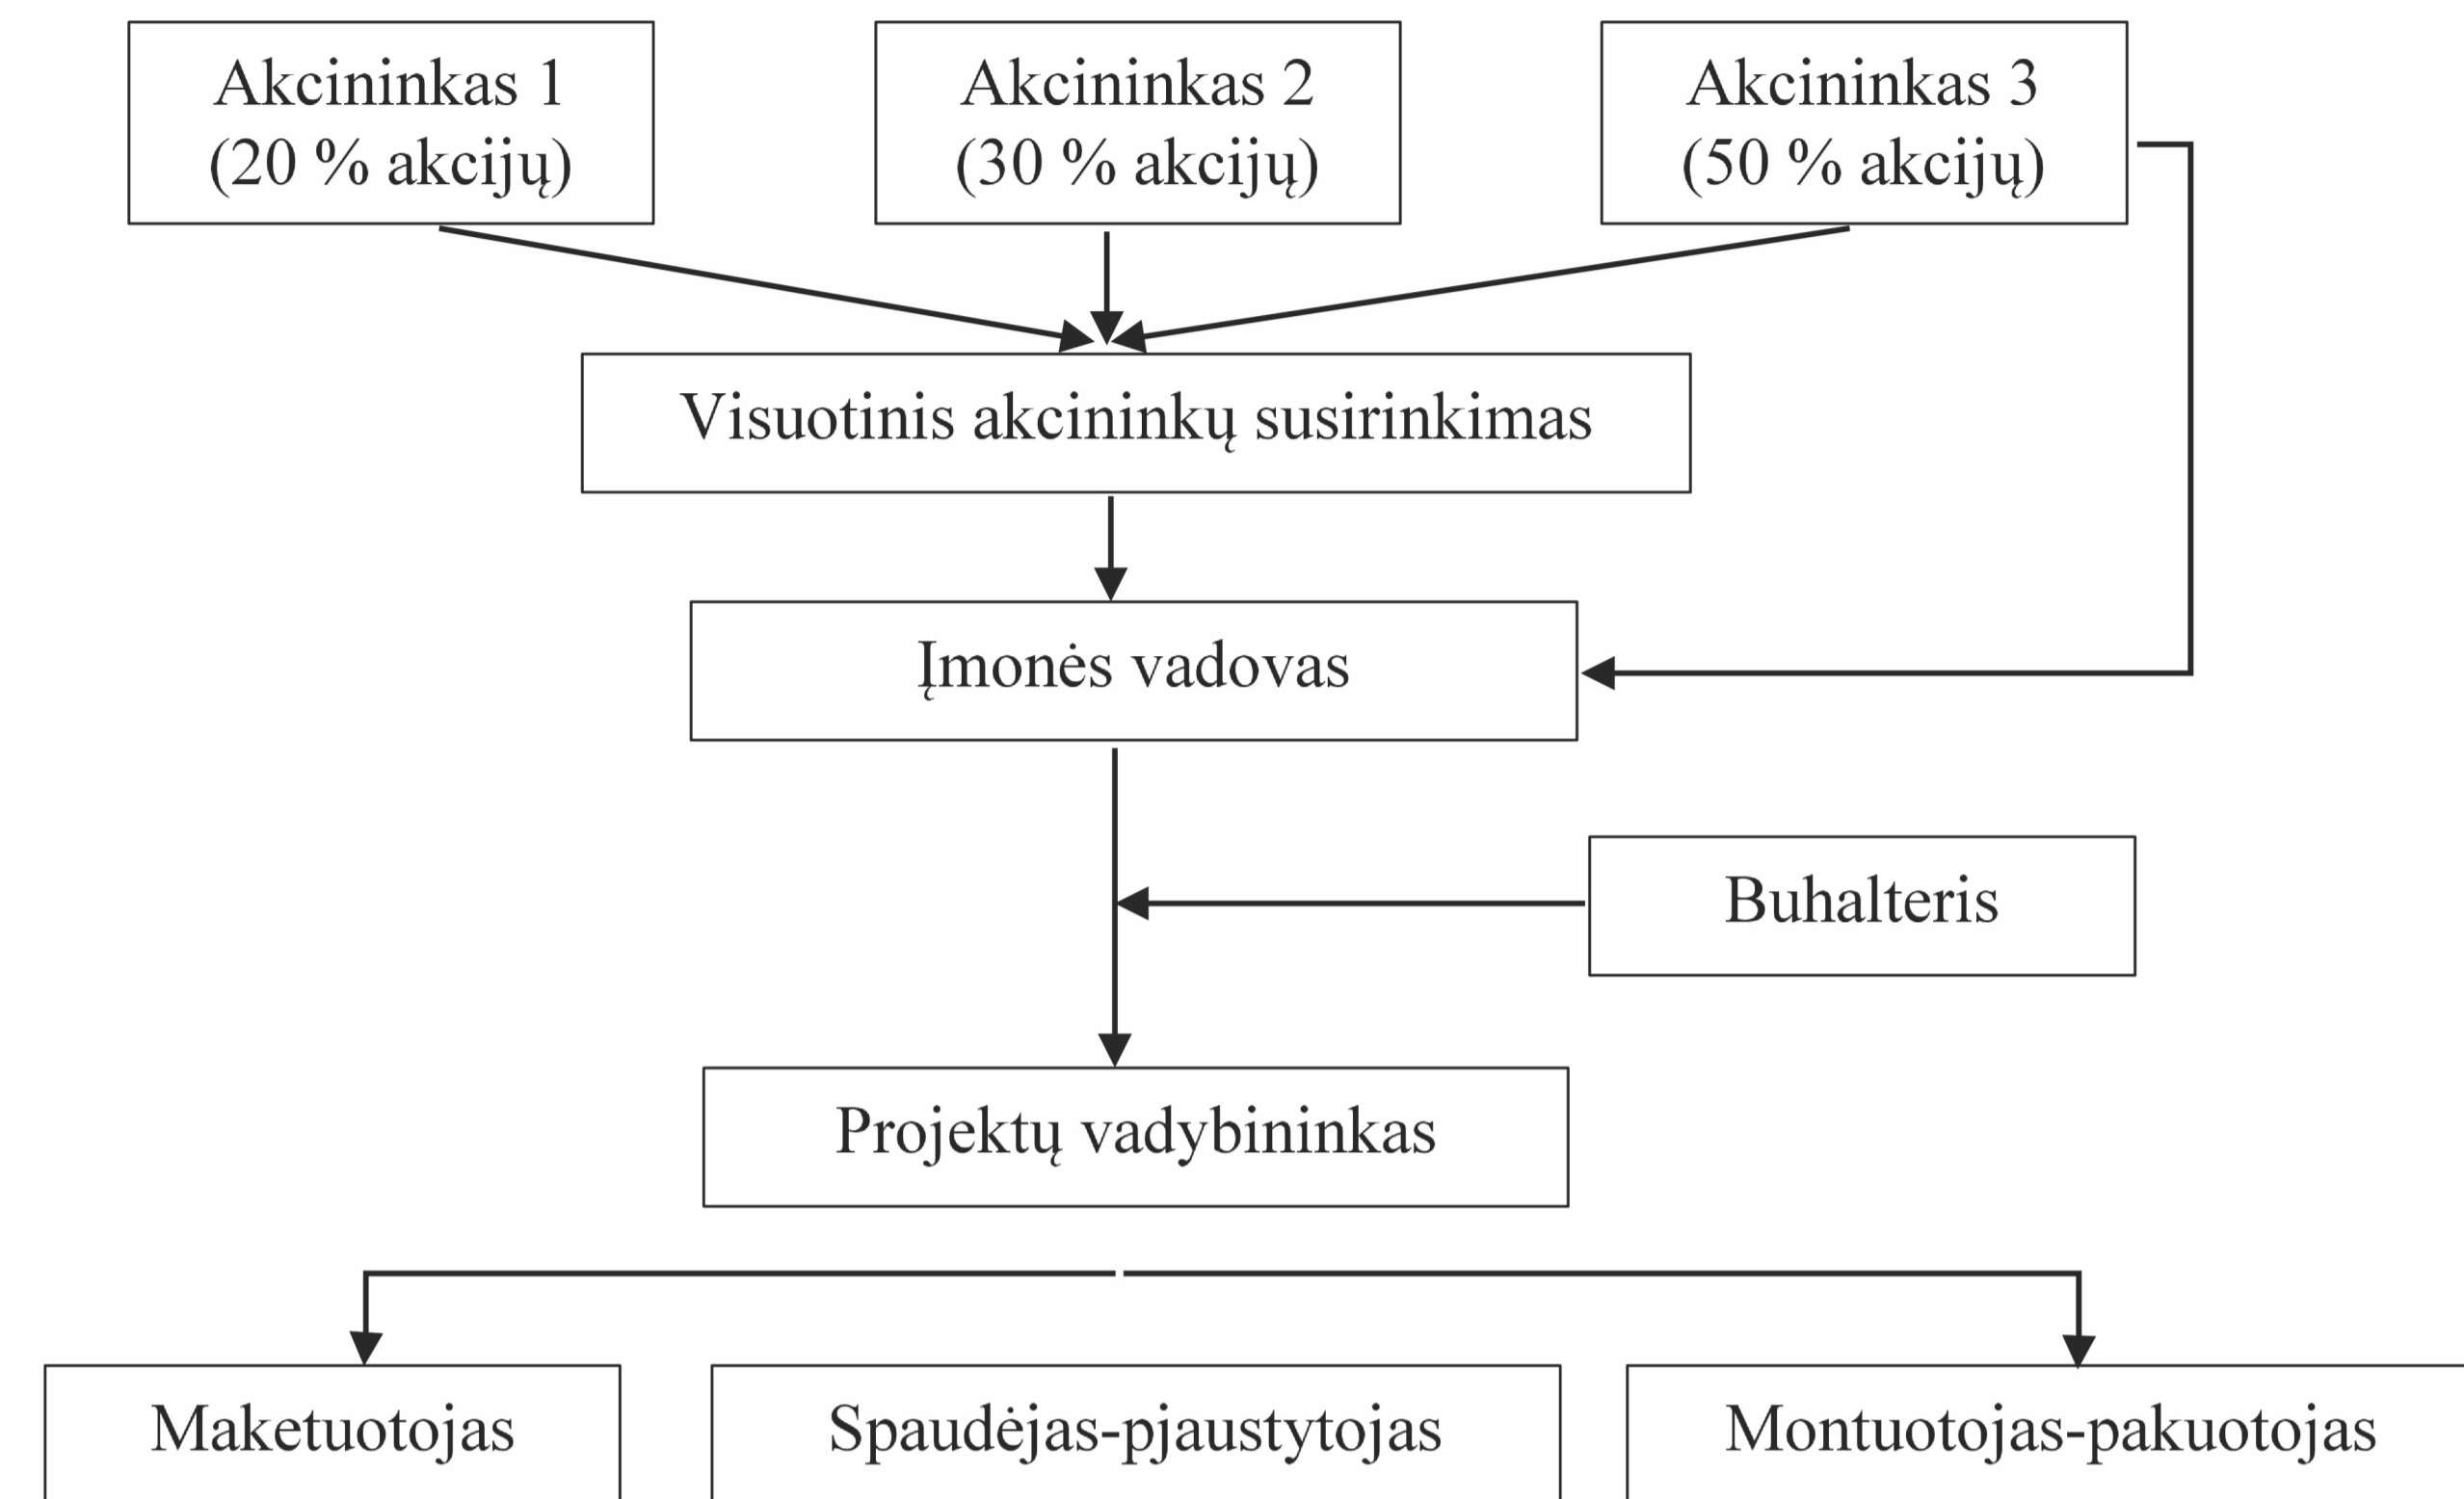 Akcininkas 1
(20 % akcijų)
Akcininkas 2
(30 % akcijų)
Akcininkas 3
(50 % akcijų)
Visuotinis akcininkų susirinkimas
Įmonės vadovas
Buhalteris
Projektų vadybininkas
Maketuotojas
Spaudėjas-pjaustytojas
Montuotojas-pakuotojas